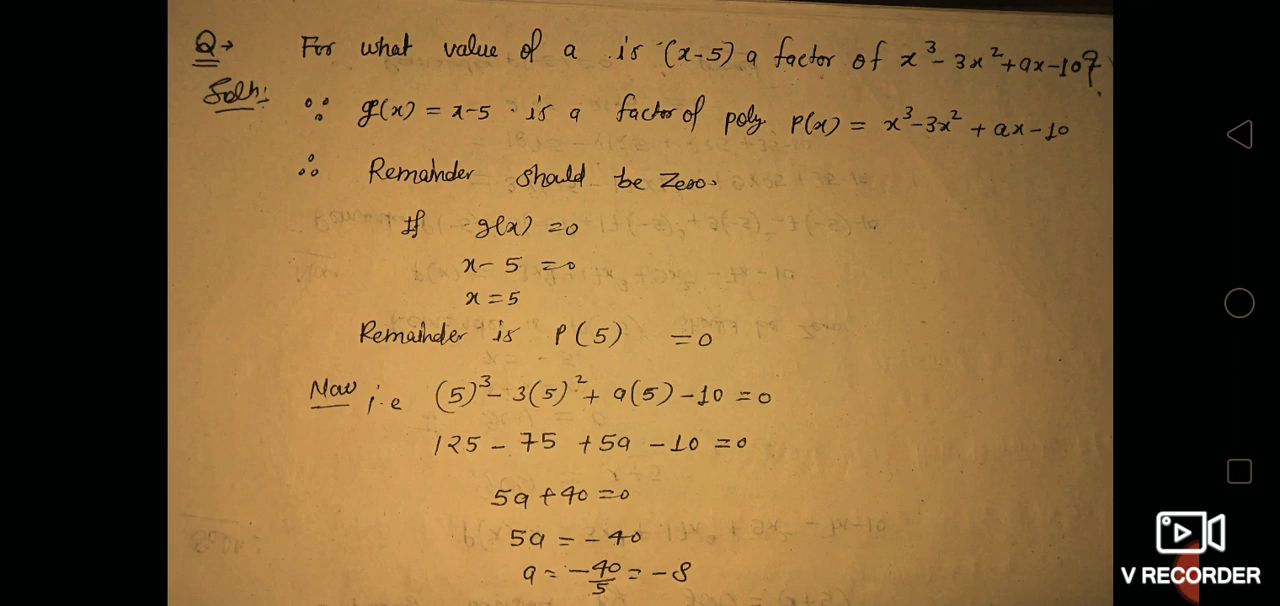 Q→ For what value of a is (x-5) a factor of x³-3x²+ax-10?
Soln: ∵ g(x) = x-5 is a factor of poly P(x) = x³-3x²+ax-10
∴ Remainder should be zero.
If g(x) = 0
x-5 = 0
x = 5
Remainder is P(5) = 0
Now i.e (5)³-3(5)²+a(5)-10 = 0
125-75+5a-10 = 0
5a+40 = 0
5a = -40
a = -40/5 = -8
V RECORDER